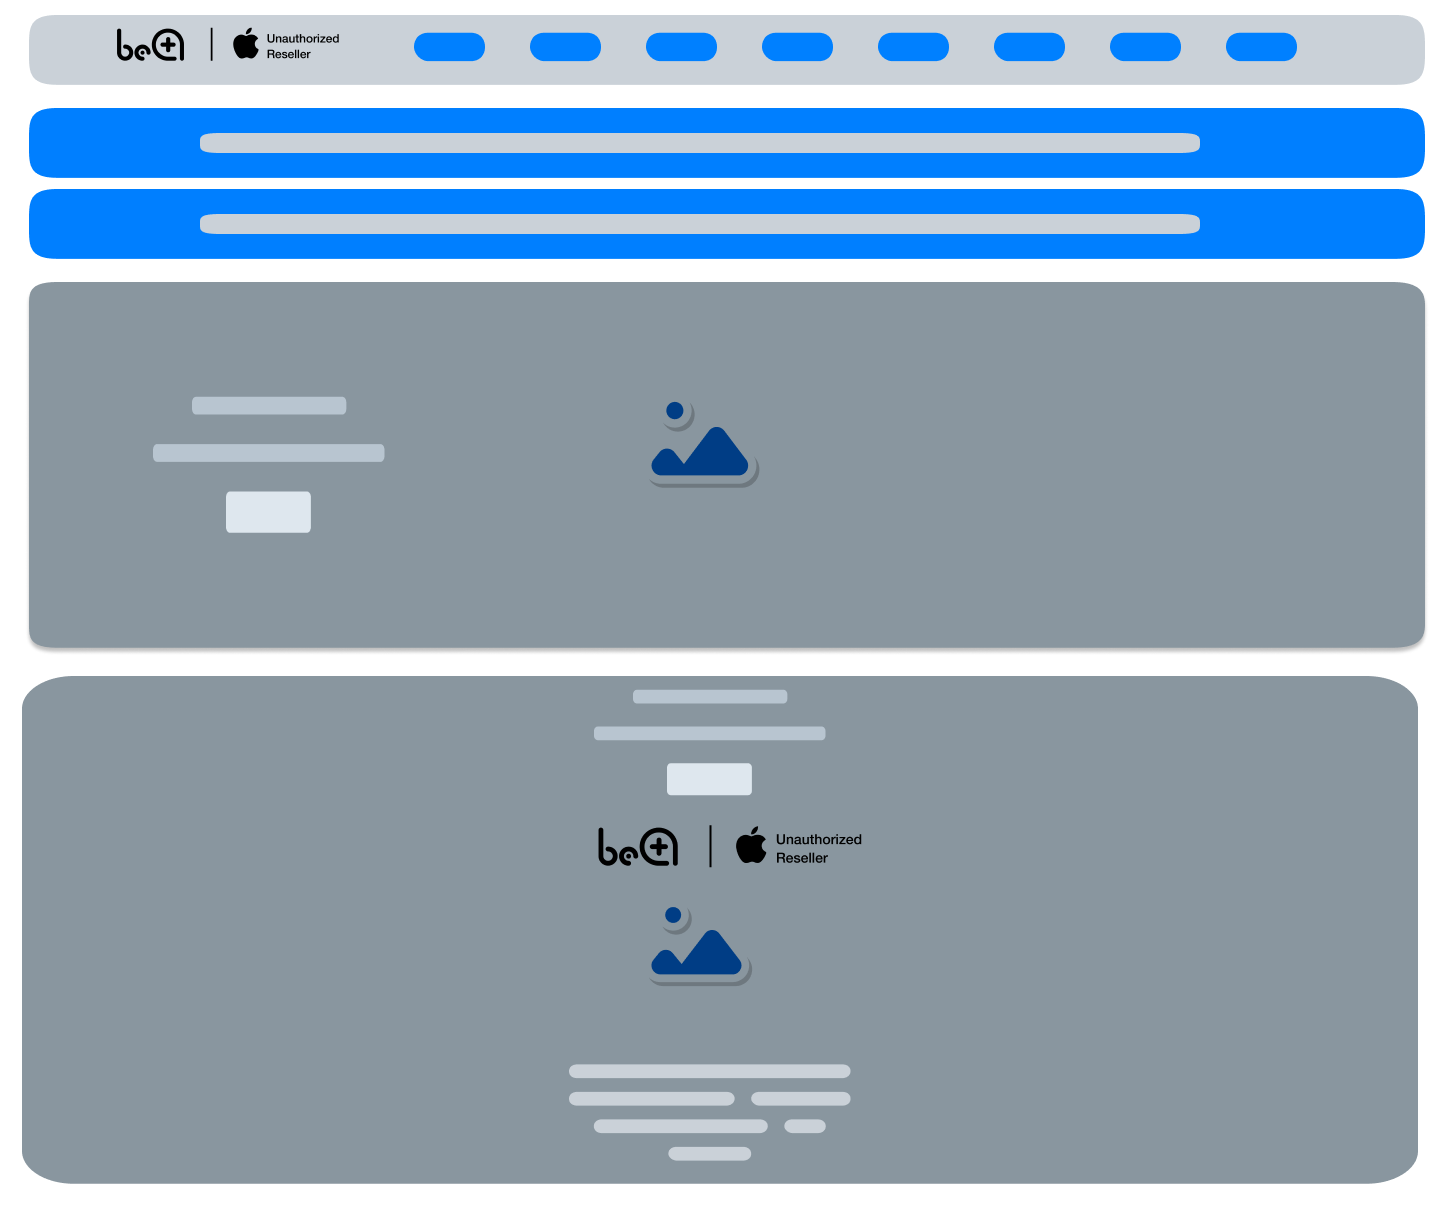 be+
Unauthorized
Reseller
be+
Unauthorized
Reseller